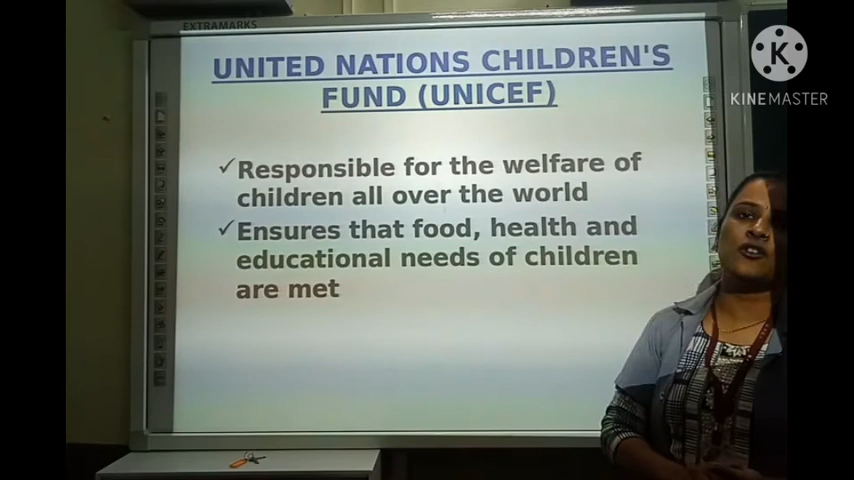 EXTRAMARKS
UNITED NATIONS CHILDREN'S
FUND (UNICEF)
✓Responsible for the welfare of
children all over the world
✓Ensures that food, health and
educational needs of children
are met
K
KINEMASTER